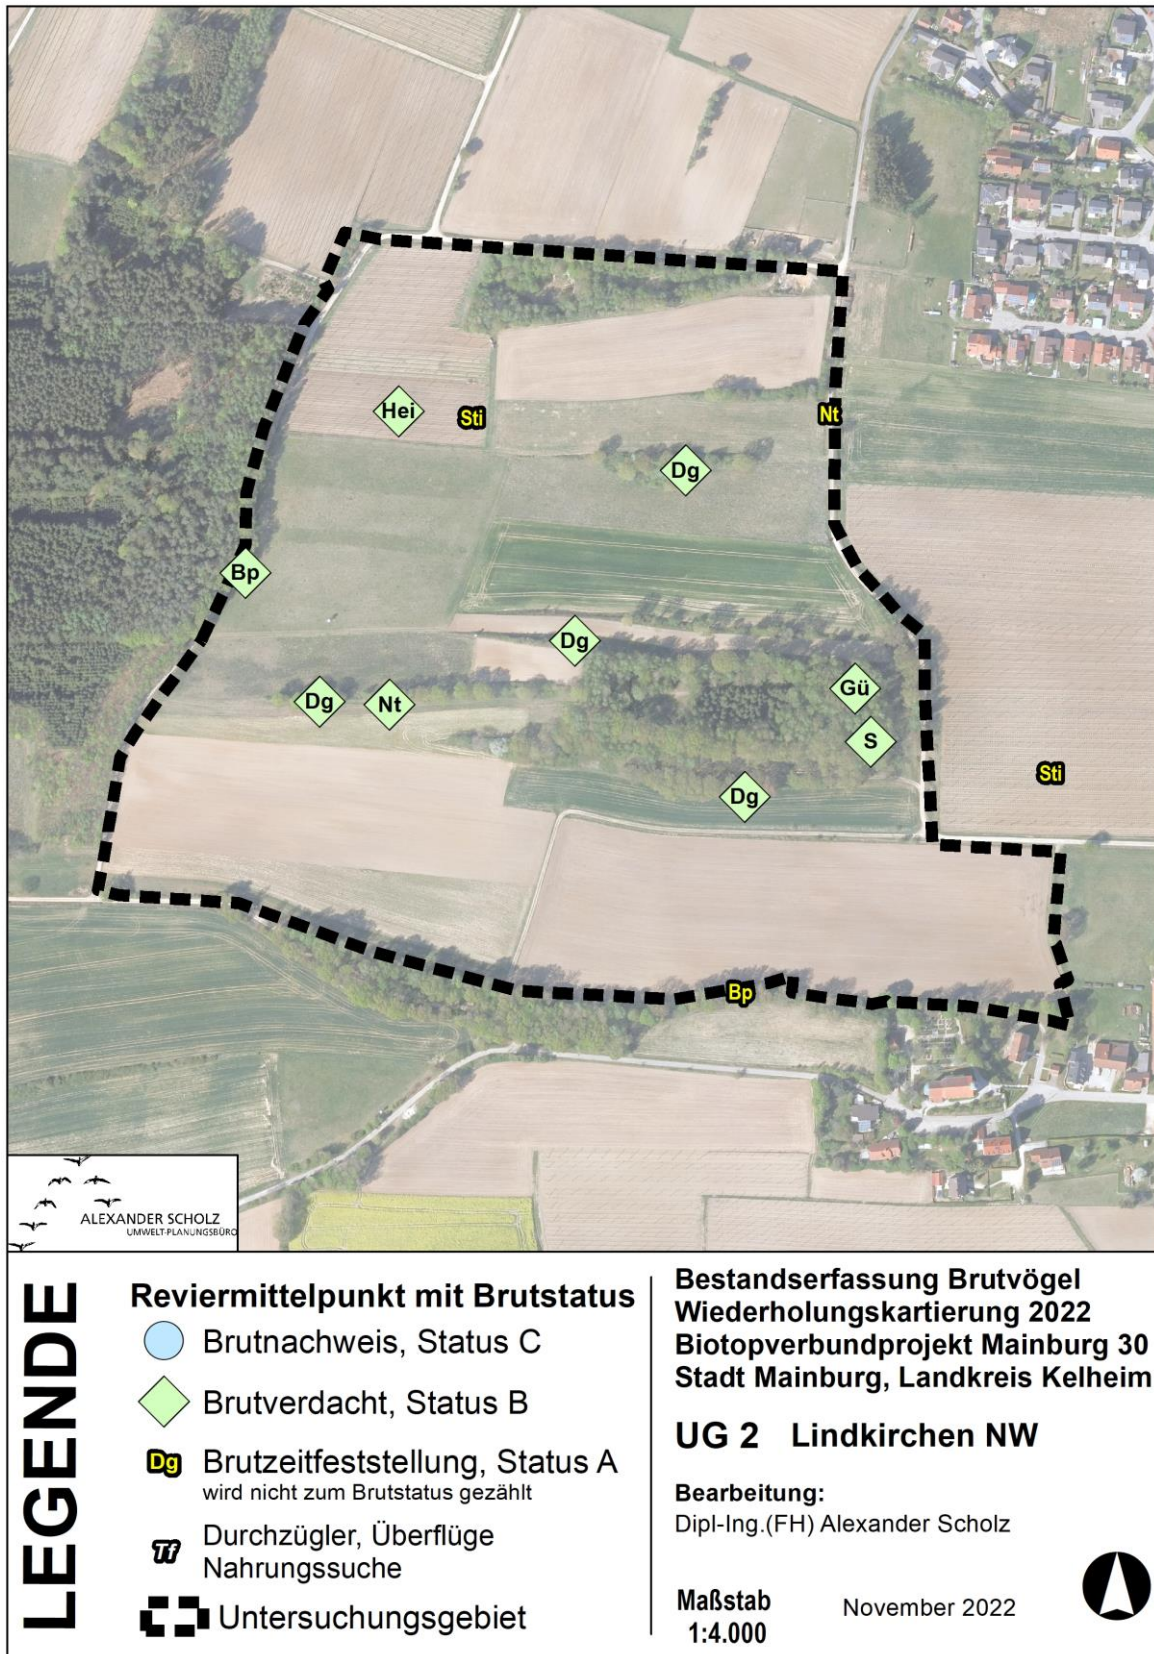 Hei
Sti
Nt
Dg
Bp
Dg
Dg
Nt
Gü
S
Sti
Dg
Bp
ALEXANDER SCHOLZ
UMWELT-PLANUNGSBÜRO
LEGENDE
Reviermittelpunkt mit Brutstatus
Brutnachweis, Status C
Brutverdacht, Status B
Dg Brutzeitfeststellung, Status A
wird nicht zum Brutstatus gezählt
Tf Durchzügler, Überflüge
Nahrungssuche
Untersuchungsgebiet
Bestandserfassung Brutvögel
Wiederholungskartierung 2022
Biotopverbundprojekt Mainburg 30
Stadt Mainburg, Landkreis Kelheim
UG 2 Lindkirchen NW
Bearbeitung:
Dipl-Ing.(FH) Alexander Scholz
Maßstab
1:4.000
November 2022